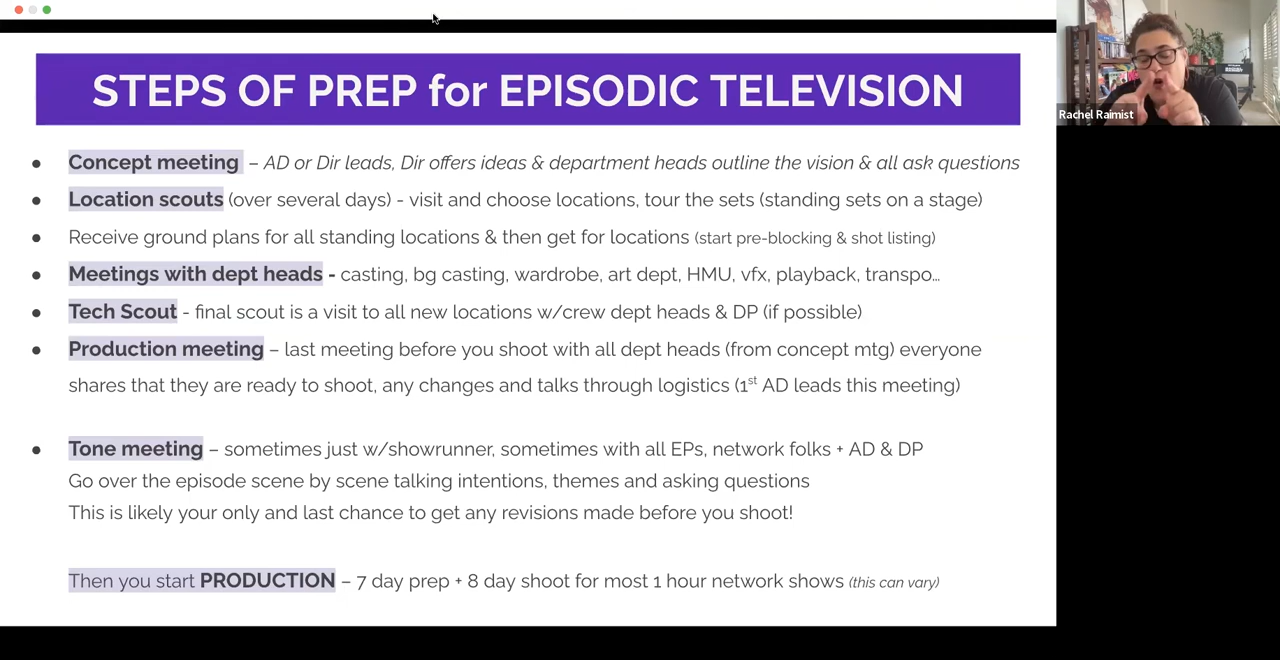 STEPS OF PREP for EPISODIC TELEVISION
Rachel Raimist
● Concept meeting – AD or Dir leads, Dir offers ideas & department heads outline the vision & all ask questions
● Location scouts (over several days) - visit and choose locations, tour the sets (standing sets on a stage)
● Receive ground plans for all standing locations & then get for locations (start pre-blocking & shot listing)
● Meetings with dept heads - casting, bg casting, wardrobe, art dept, HMU, vfx, playback, transpo…
● Tech Scout - final scout is a visit to all new locations w/crew dept heads & DP (if possible)
● Production meeting – last meeting before you shoot with all dept heads (from concept mtg) everyone
shares that they are ready to shoot, any changes and talks through logistics (1st AD leads this meeting)
● Tone meeting – sometimes just w/showrunner, sometimes with all EPs, network folks + AD & DP
Go over the episode scene by scene talking intentions, themes and asking questions
This is likely your only and last chance to get any revisions made before you shoot!
Then you start PRODUCTION – 7 day prep + 8 day shoot for most 1 hour network shows (this can vary)